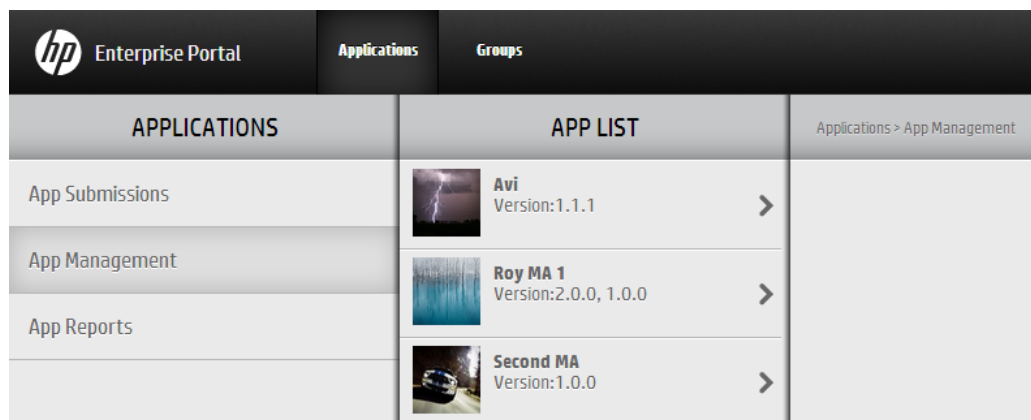 hp Enterprise Portal
Applications
Groups
APPLICATIONS
APP LIST
Applications > App Management
App Submissions
App Management
App Reports
Avi
Version:1.1.1
Roy MA 1
Version:2.0.0, 1.0.0
Second MA
Version:1.0.0